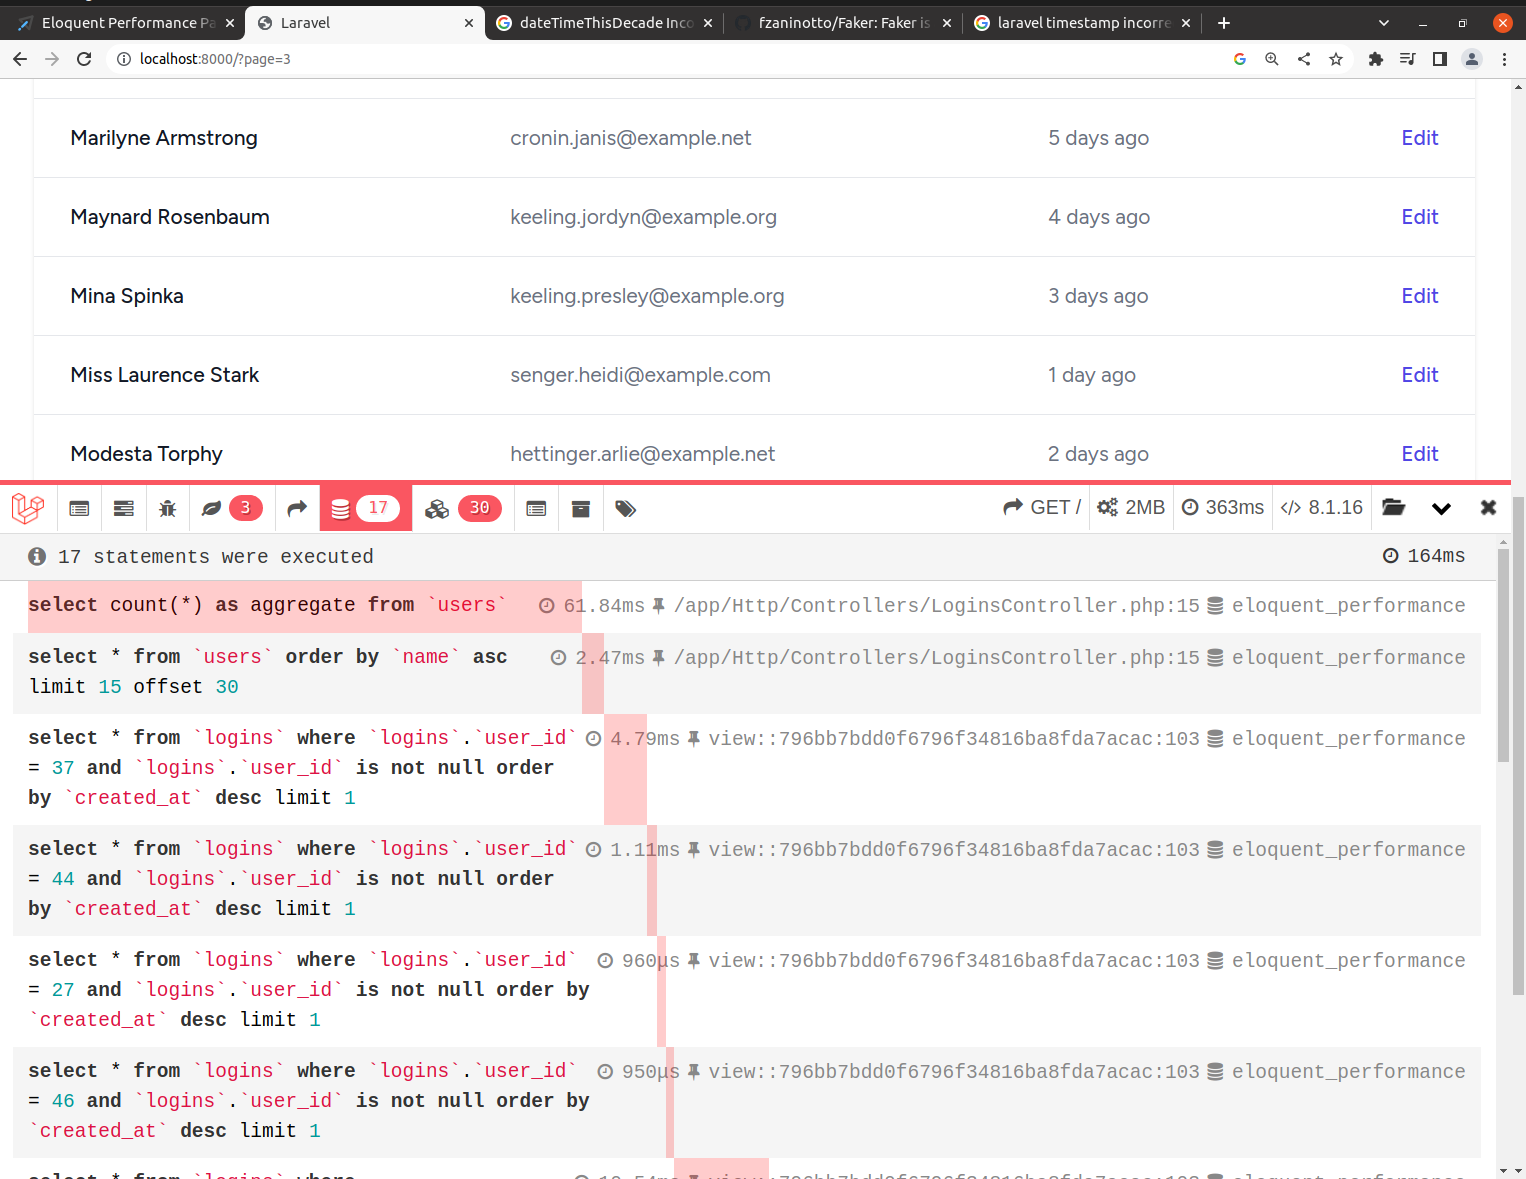 Eloquent Performance Pa
Laravel
dateTimeThisDecade Inco
fzaninotto/Faker: Faker is
laravel timestamp incorre
localhost:8000/?page=3
Marilyne Armstrong cronin.janis@example.net 5 days ago Edit
Maynard Rosenbaum keeling.jordyn@example.org 4 days ago Edit
Mina Spinka keeling.presley@example.org 3 days ago Edit
Miss Laurence Stark senger.heidi@example.com 1 day ago Edit
Modesta Torphy hettinger.arlie@example.net 2 days ago Edit
3 17 30 GET / 2MB 363ms 8.1.16
17 statements were executed 164ms
select count(*) as aggregate from `users` 61.84ms /app/Http/Controllers/LoginsController.php:15 eloquent_performance
select * from `users` order by `name` asc 2.47ms /app/Http/Controllers/LoginsController.php:15 eloquent_performance
limit 15 offset 30
select * from `logins` where `logins`.`user_id` 4.79ms view::796bb7bdd0f6796f34816ba8fda7acac:103 eloquent_performance
= 37 and `logins`.`user_id` is not null order
by `created_at` desc limit 1
select * from `logins` where `logins`.`user_id` 1.11ms view::796bb7bdd0f6796f34816ba8fda7acac:103 eloquent_performance
= 44 and `logins`.`user_id` is not null order
by `created_at` desc limit 1
select * from `logins` where `logins`.`user_id` 960μs view::796bb7bdd0f6796f34816ba8fda7acac:103 eloquent_performance
= 27 and `logins`.`user_id` is not null order by
`created_at` desc limit 1
select * from `logins` where `logins`.`user_id` 950μs view::796bb7bdd0f6796f34816ba8fda7acac:103 eloquent_performance
= 46 and `logins`.`user_id` is not null order by
`created_at` desc limit 1
select * from `logins` where view::796bb7bdd0f6796f34816ba8fda7acac:103 eloquent_performance